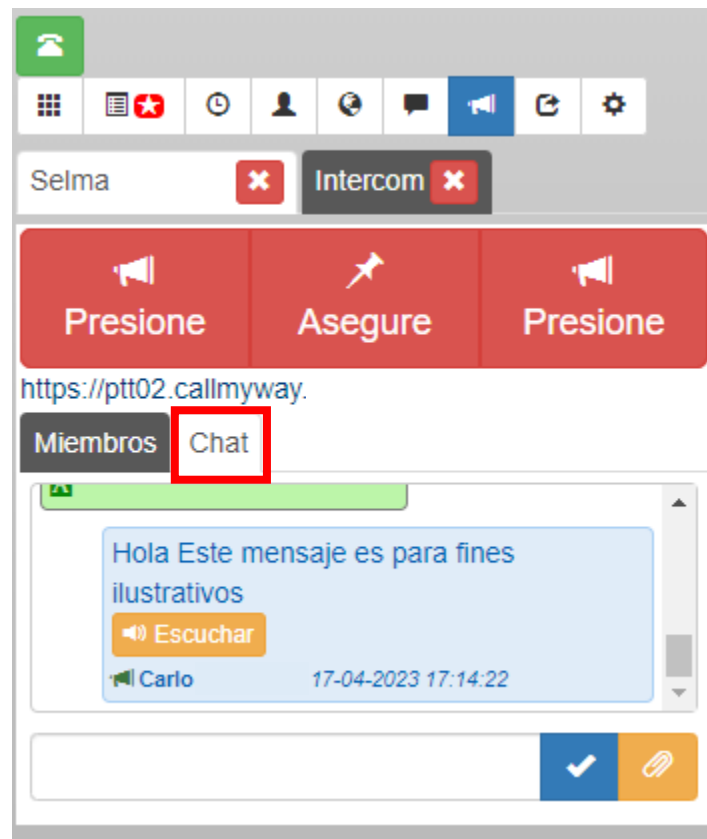 Selma Intercom
Presione Asegure Presione
https://ptt02.callmyway.
Miembros Chat
Hola Este mensaje es para fines
ilustrativos
Escuchar
Carlo 17-04-2023 17:14:22